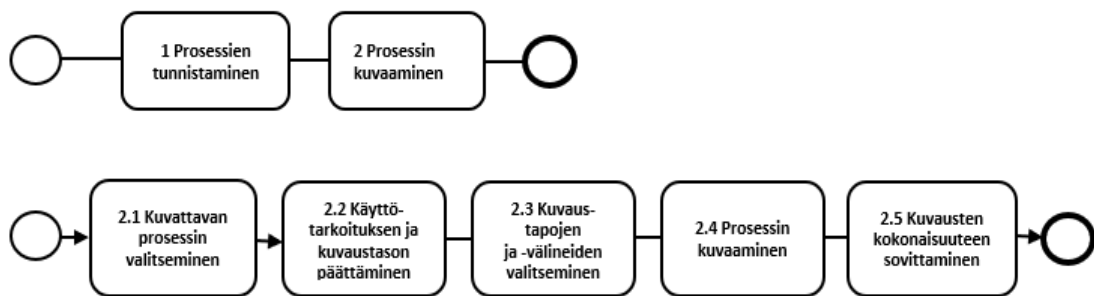 1 Prosessien
tunnistaminen
2 Prosessin
kuvaaminen
2.1 Kuvattavan
prosessin
valitseminen
2.2 Käyttö-
tarkoituksen ja
kuvaustason
päättäminen
2.3 Kuvaus-
tapojen
ja -välineiden
valitseminen
2.4 Prosessin
kuvaaminen
2.5 Kuvausten
kokonaisuuteen
sovittaminen